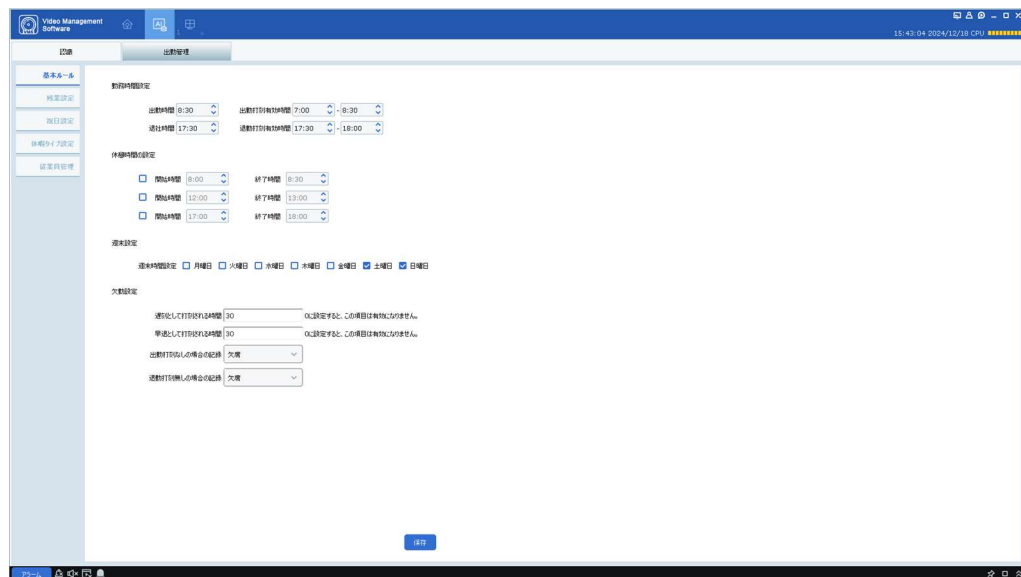 Video Management
Software
15:43:04 2024/12/18 CPU
認識
出勤管理
基本ルール
残業設定
祝日設定
休暇タイプ設定
従業員管理
勤務時間設定
出勤時間 8:30 出勤打刻有効時間 7:00 - 8:30
退社時間 17:30 退勤打刻有効時間 17:30 - 18:00
休憩時間の設定
開始時間 8:00 終了時間 8:30
開始時間 12:00 終了時間 13:00
開始時間 17:00 終了時間 18:00
週末設定
週末時間設定 月曜日 火曜日 水曜日 木曜日 金曜日 土曜日 日曜日
欠勤設定
遅刻として打刻される時間 30 0に設定すると、この項目は有効になりません。
早退として打刻される時間 30 0に設定すると、この項目は有効になりません。
出勤打刻なしの場合の記録 欠席
退勤打刻無しの場合の記録 欠席
保存
アラーム